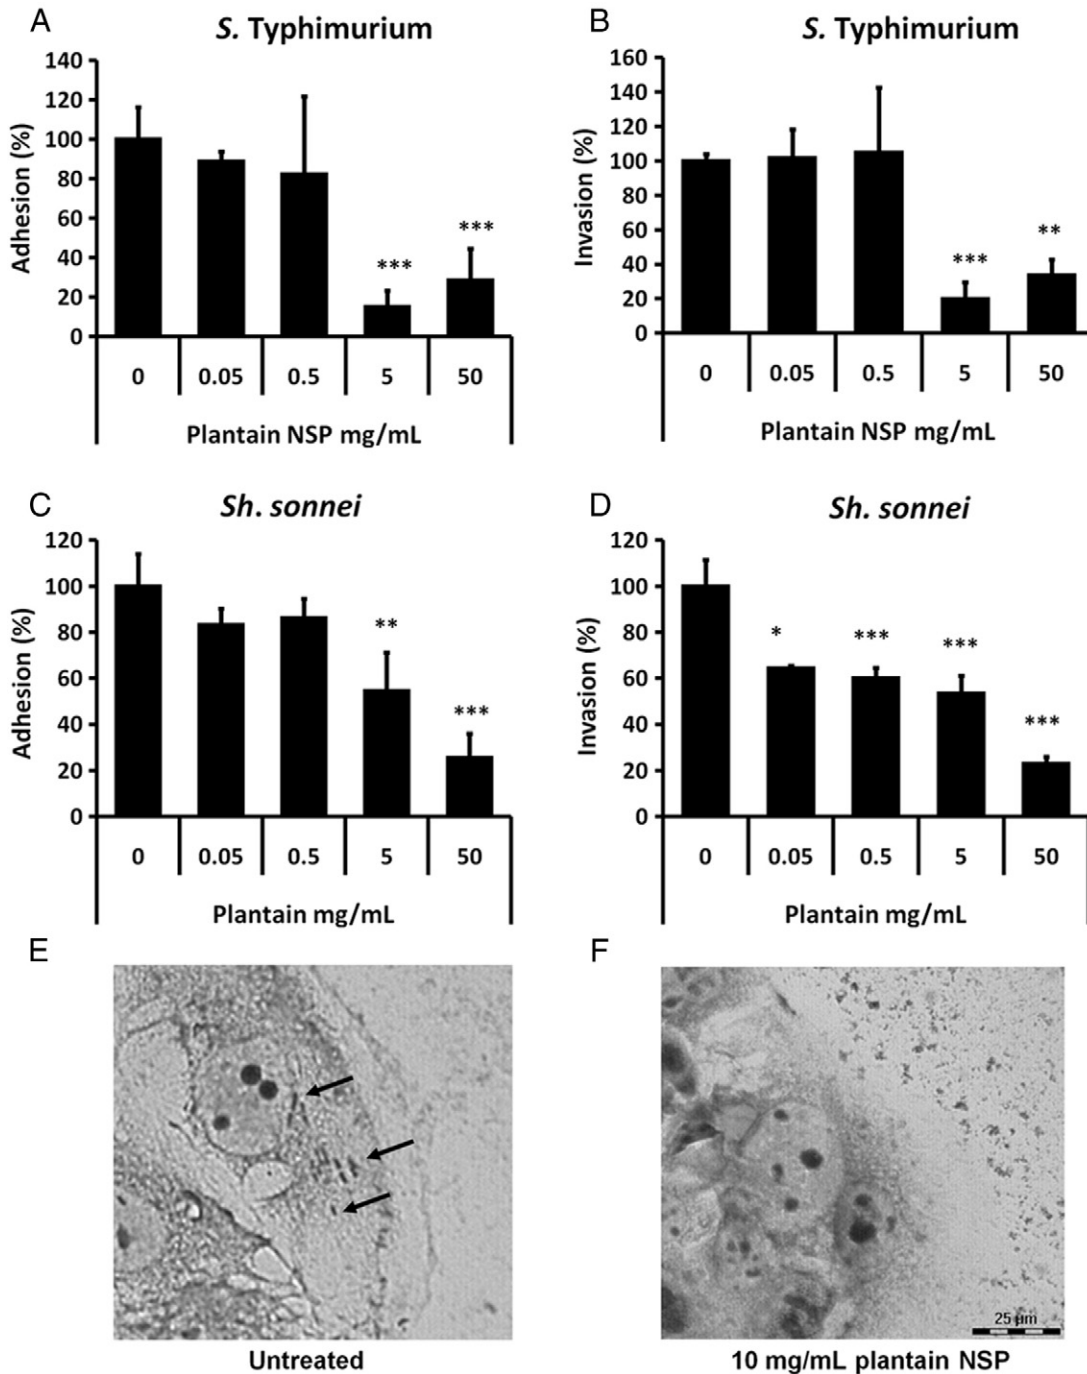 A
S. Typhimurium
Adhesion (%)
140
120
100
80
60
40
20
0
***
***
0 0.05 0.5 5 50
Plantain NSP mg/mL
B
S. Typhimurium
Invasion (%)
160
140
120
100
80
60
40
20
0
***
**
0 0.05 0.5 5 50
Plantain NSP mg/mL
C
Sh. sonnei
Adhesion (%)
120
100
80
60
40
20
0
**
***
0 0.05 0.5 5 50
Plantain mg/mL
D
Sh. sonnei
Invasion (%)
120
100
80
60
40
20
0
*
***
***
***
0 0.05 0.5 5 50
Plantain mg/mL
E
Untreated
F
25 µm
10 mg/mL plantain NSP